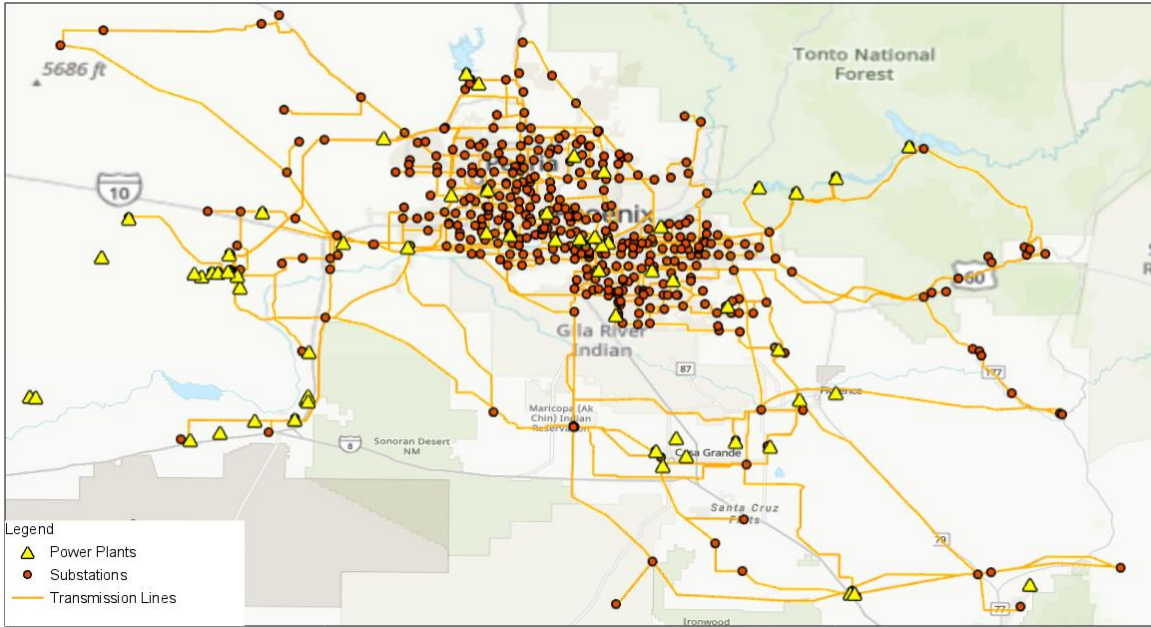 Tonto National
Forest
5686 ft
10
60
Gila River
Indian
87
177
Florence
Maricopa (Ak
Chin) Indian
Reservation
Sonoran Desert
NM
8
Casa Grande
Santa Cruz
Flats
79
77
Ironwood
Legend
Power Plants
Substations
Transmission Lines